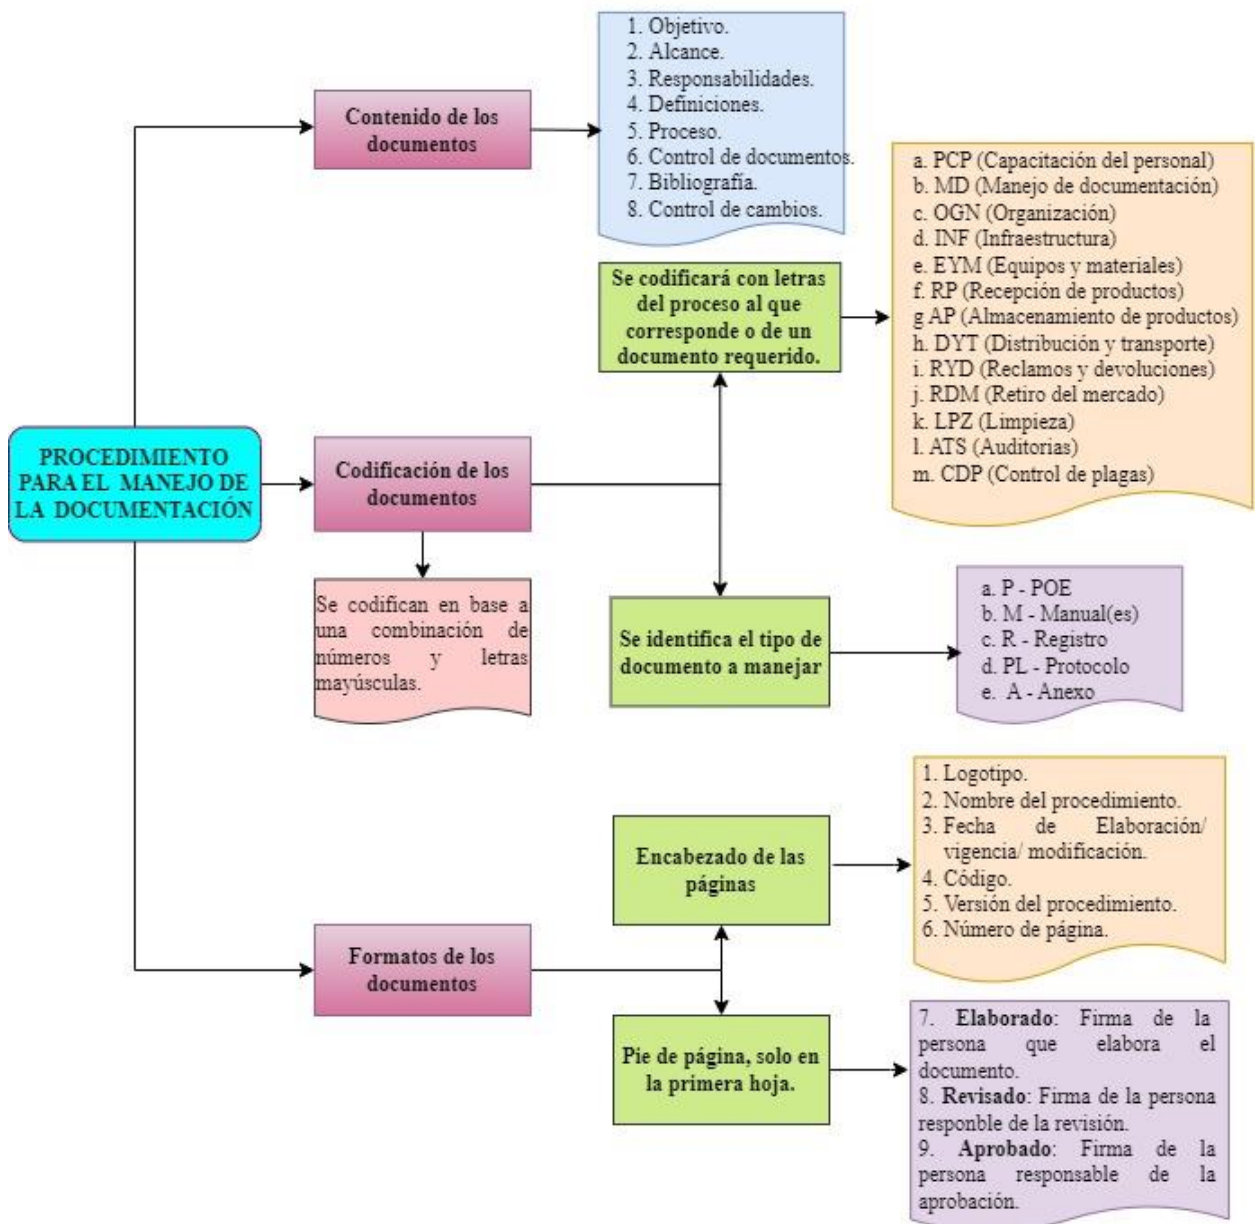 PROCEDIMIENTO
PARA EL MANEJO DE
LA DOCUMENTACIÓN
Contenido de los
documentos
1. Objetivo.
2. Alcance.
3. Responsabilidades.
4. Definiciones.
5. Proceso.
6. Control de documentos.
7. Bibliografía.
8. Control de cambios.
Codificación de los
documentos
Se codifican en base a
una combinación de
números y letras
mayúsculas.
Se codificará con letras
del proceso al que
corresponde o de un
documento requerido.
a. PCP (Capacitación del personal)
b. MD (Manejo de documentación)
c. OGN (Organización)
d. INF (Infraestructura)
e. EYM (Equipos y materiales)
f. RP (Recepción de productos)
g AP (Almacenamiento de productos)
h. DYT (Distribución y transporte)
i. RYD (Reclamos y devoluciones)
j. RDM (Retiro del mercado)
k. LPZ (Limpieza)
l. ATS (Auditorias)
m. CDP (Control de plagas)
Se identifica el tipo de
documento a manejar
a. P - POE
b. M - Manual(es)
c. R - Registro
d. PL - Protocolo
e. A - Anexo
Formatos de los
documentos
Encabezado de las
páginas
1. Logotipo.
2. Nombre del procedimiento.
3. Fecha de Elaboración/
vigencia/ modificación.
4. Código.
5. Versión del procedimiento.
6. Número de página.
Pie de página, solo en
la primera hoja.
7. Elaborado: Firma de la
persona que elabora el
documento.
8. Revisado: Firma de la persona
responble de la revisión.
9. Aprobado: Firma de la
persona responsable de la
aprobación.